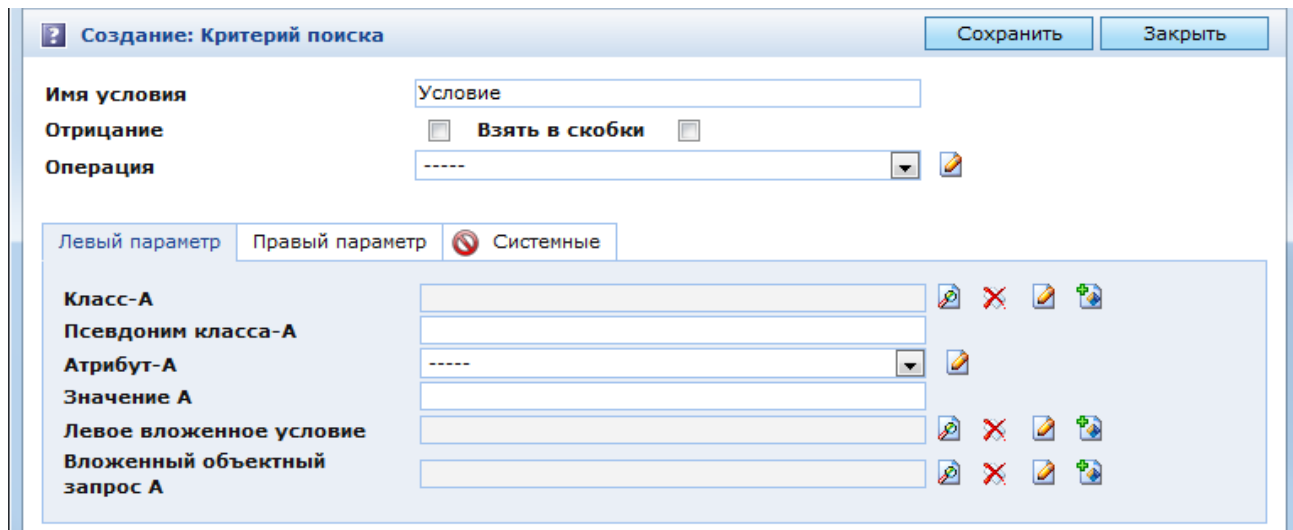 Создание: Критерий поиска Сохранить Закрыть
Имя условия Условие
Отрицание Взять в скобки
Операция -----
Левый параметр Правый параметр Системные
Класс-А
Псевдоним класса-А
Атрибут-А -----
Значение А
Левое вложенное условие
Вложенный объектный
запрос А